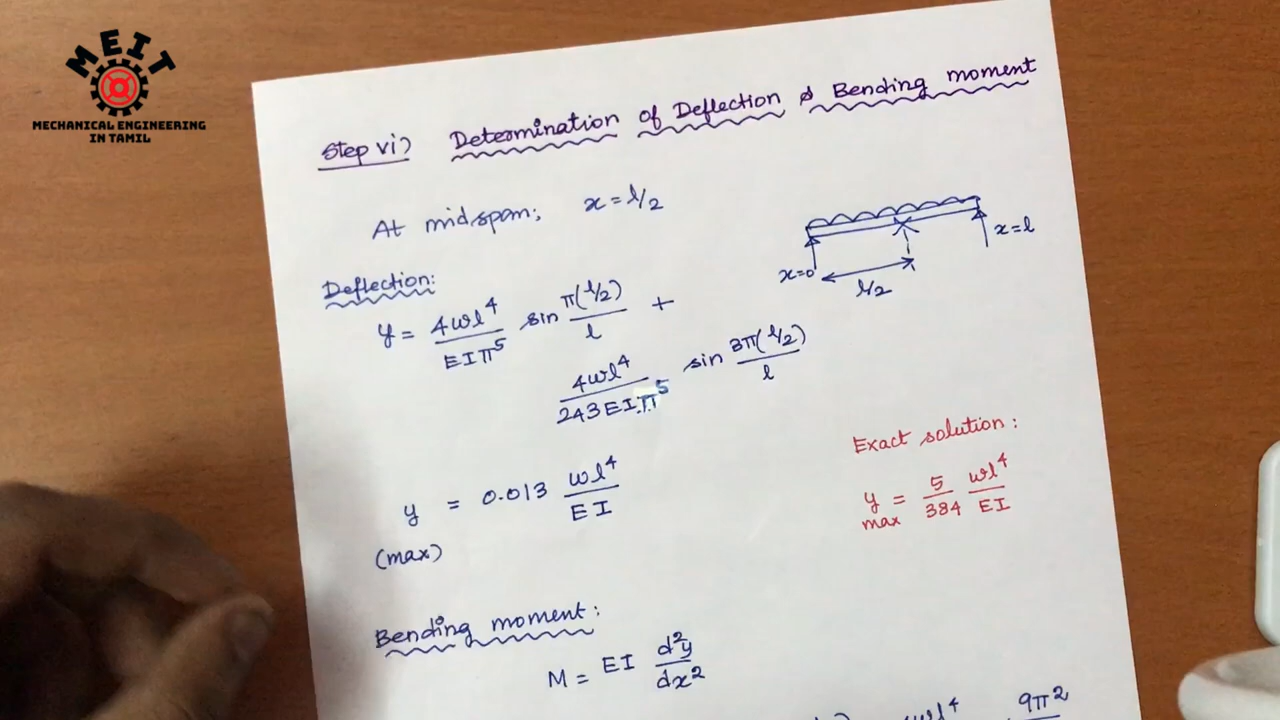 MEIT
MECHANICAL ENGINEERING
IN TAMIL
Step vi) Determination of Deflection & Bending moment
At midspan; x = l/2
x=0
l/2
x=l
Deflection:
y = 4wl⁴/EIπ⁵ sin π(l/2)/l +
4wl⁴/243EIπ⁵ sin 3π(l/2)/l
y (max) = 0.013 wl⁴/EI
Exact solution:
y max = 5/384 wl⁴/EI
Bending moment:
M = EI d²y/dx²
9π²